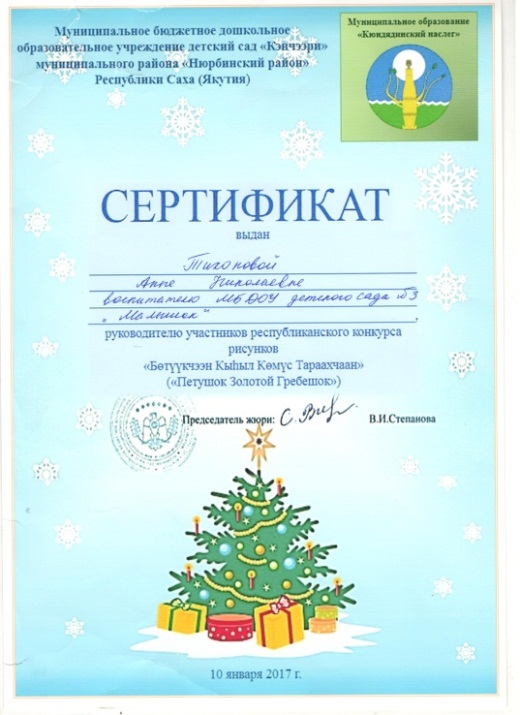 Муниципальное бюджетное дошкольное
образовательное учреждение детский сад «Кэнчээри»
муниципального района «Нюрбинский район»
Республики Саха (Якутия)
Муниципальное образование
«Кюндядинский наслег»
СЕРТИФИКАТ
выдан
Тихоновой
Анне Николаевне
воспитателю МБДОУ детского сада №3
„Малышок“
руководителю участников республиканского конкурса
рисунков
«Бөтүүкчээн Кыһыл Көмүс Тараахчаан»
(«Петушок Золотой Гребешок»)
Председатель жюри:
В.И.Степанова
10 января 2017 г.